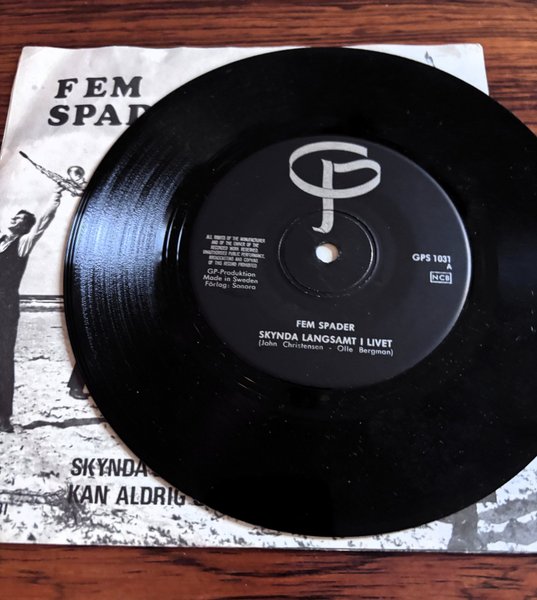 FEM
SPAD
ALL RIGHTS OF THE MANUFACTURER
AND OF THE OWNER OF THE
RECORDED WORK RESERVED.
UNAUTHORISED PUBLIC PERFORMANCE,
BROADCASTING AND COPYING
OF THIS RECORD PROHIBITED
GP-Produktion
Made in Sweden
Förlag: Sonora
GPS 1031
A
NCB
FEM SPADER
SKYNDA LANGSAMT I LIVET
(John Christensen - Olle Bergman)
SKYNDA
KAN ALDRIG